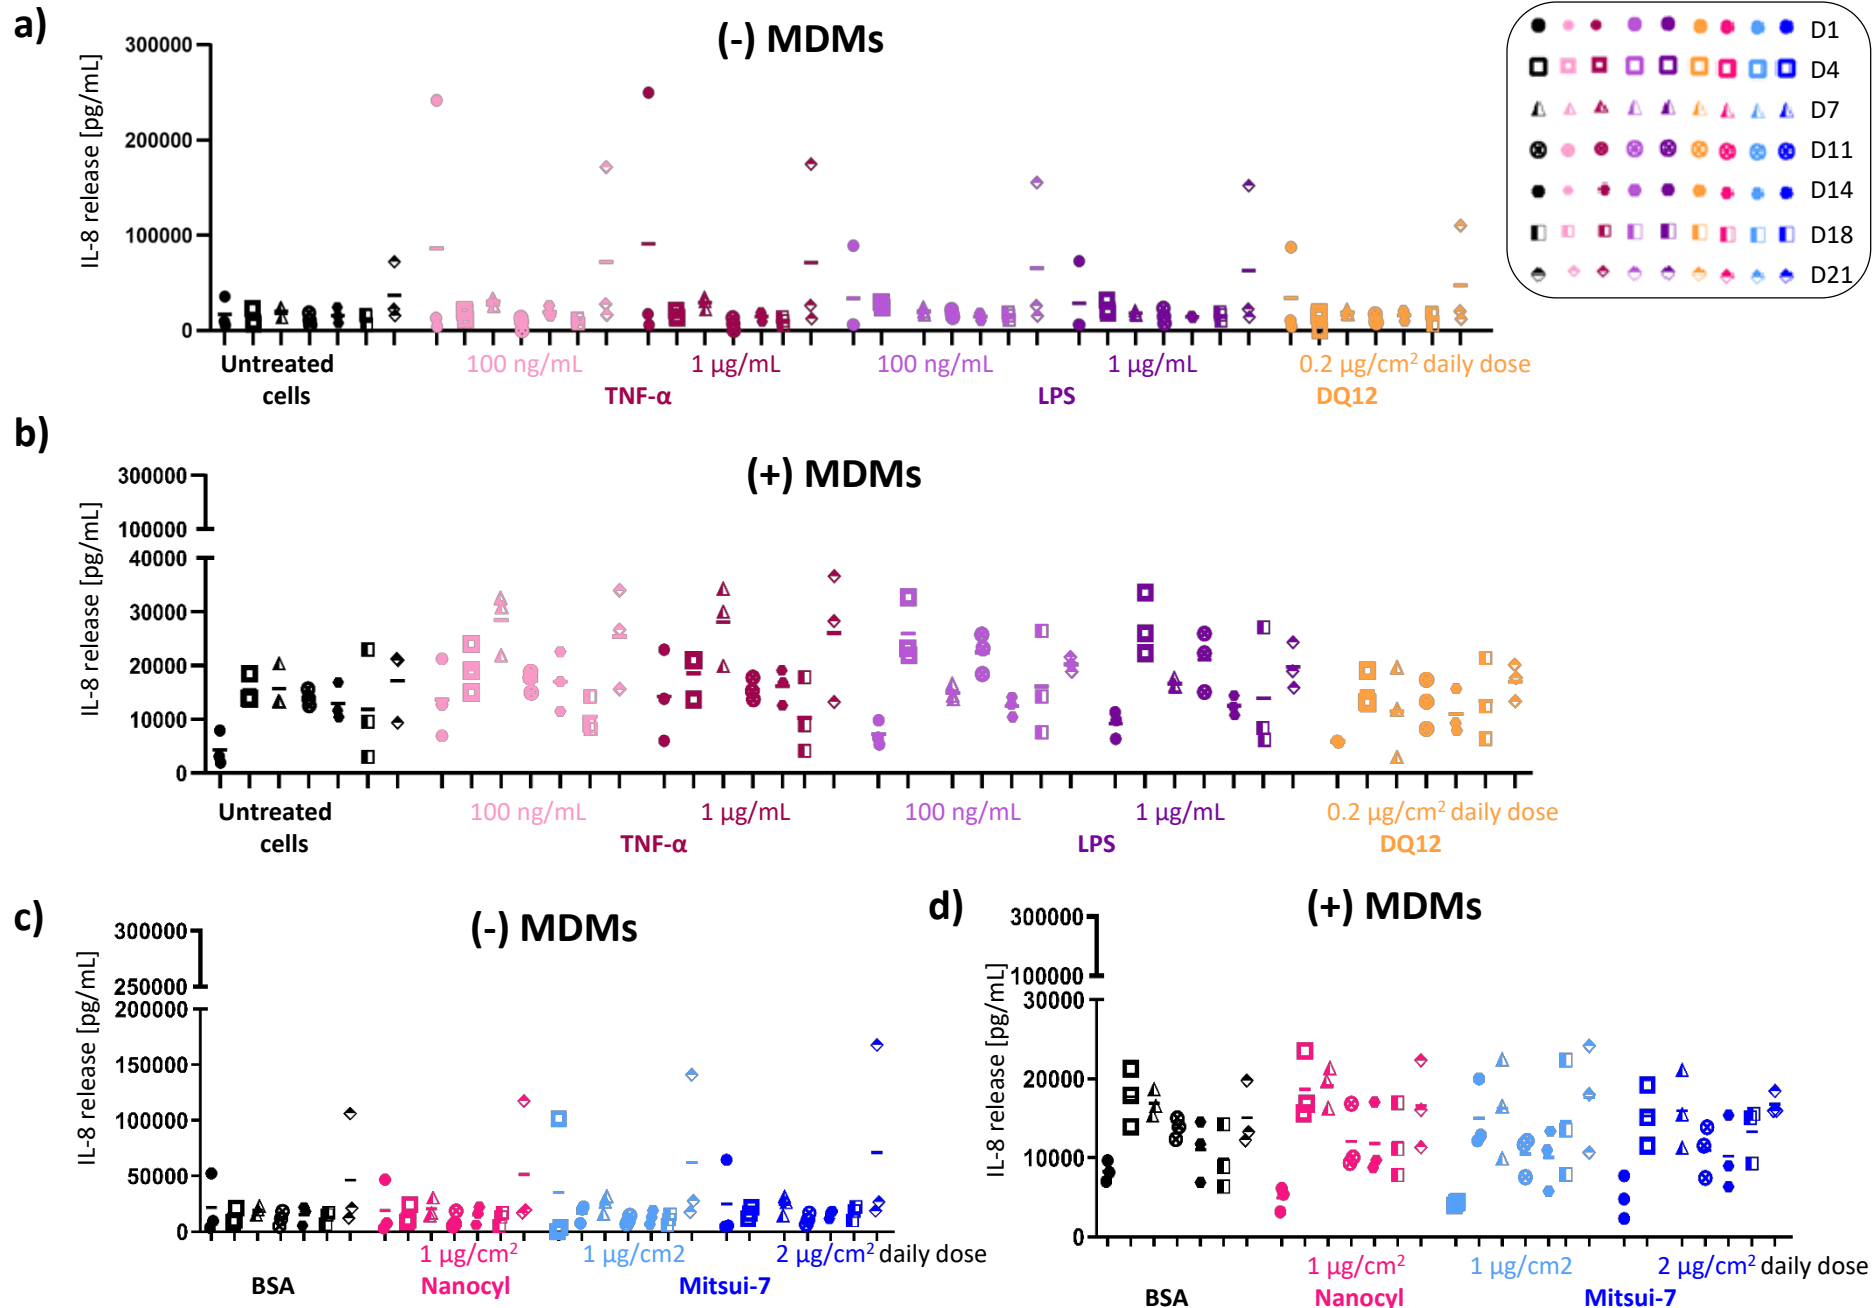 a)
(-) MDMs
IL-8 release [pg/mL]
300000
200000
100000
0
Untreated
cells
100 ng/mL
1 µg/mL
TNF-α
100 ng/mL
1 µg/mL
LPS
0.2 µg/cm² daily dose
DQ12
D1
D4
D7
D11
D14
D18
D21
b)
(+) MDMs
IL-8 release [pg/mL]
300000
100000
40000
30000
20000
10000
0
Untreated
cells
100 ng/mL
1 µg/mL
TNF-α
100 ng/mL
1 µg/mL
LPS
0.2 µg/cm² daily dose
DQ12
c)
(-) MDMs
IL-8 release [pg/mL]
300000
250000
200000
150000
100000
50000
0
BSA
1 µg/cm²
Nanocyl
1 µg/cm2
2 µg/cm² daily dose
Mitsui-7
d)
(+) MDMs
IL-8 release [pg/mL]
300000
100000
30000
20000
10000
0
BSA
1 µg/cm²
Nanocyl
1 µg/cm2
2 µg/cm² daily dose
Mitsui-7